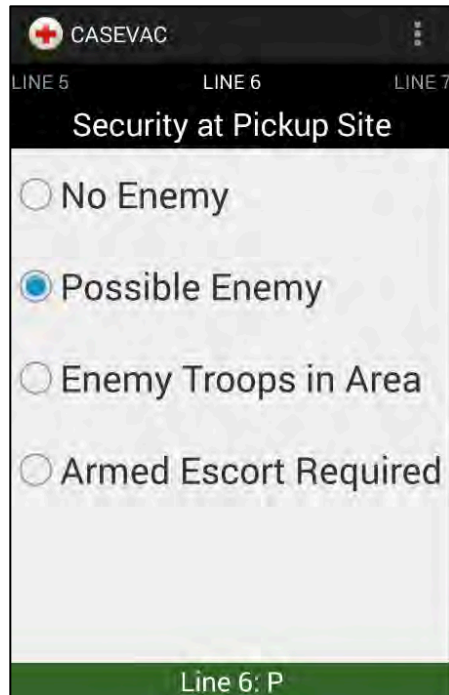 CASEVAC
LINE 5 LINE 6 LINE 7
Security at Pickup Site
No Enemy
Possible Enemy
Enemy Troops in Area
Armed Escort Required
Line 6: P